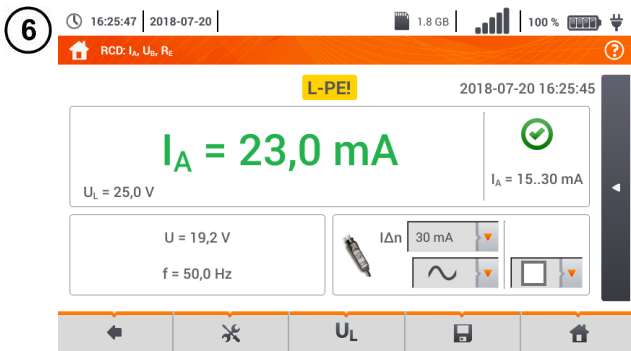 6
16:25:47 2018-07-20 1.8 GB 100 %
RCD: IA, UB, RE ?
L-PE! 2018-07-20 16:25:45
IA = 23,0 mA
IA = 15..30 mA
UL = 25,0 V
U = 19,2 V
f = 50,0 Hz
IΔn 30 mA
UL